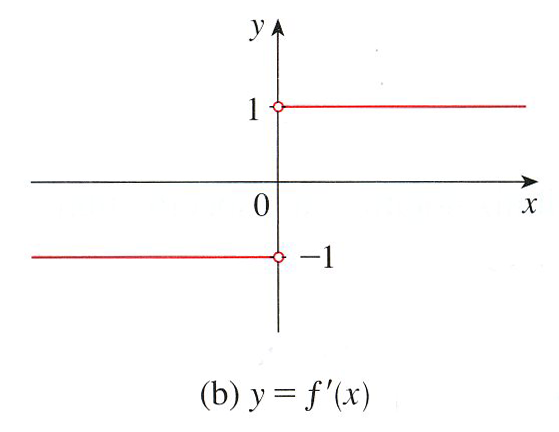 y
1
0
x
−1
(b) y = f′(x)